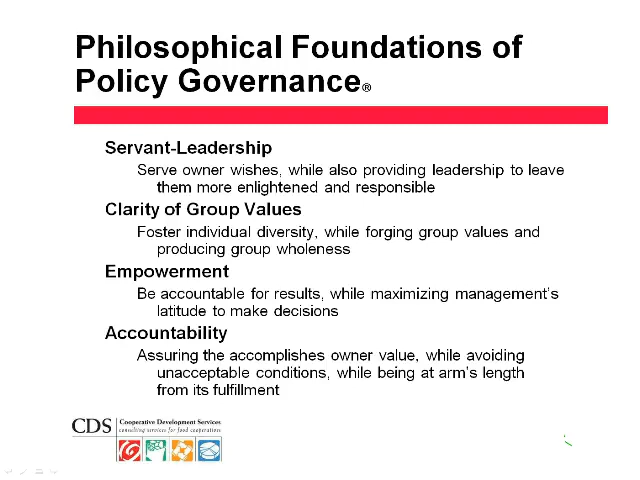 Philosophical Foundations of
Policy Governance®
Servant-Leadership
Serve owner wishes, while also providing leadership to leave
them more enlightened and responsible
Clarity of Group Values
Foster individual diversity, while forging group values and
producing group wholeness
Empowerment
Be accountable for results, while maximizing management's
latitude to make decisions
Accountability
Assuring the accomplishes owner value, while avoiding
unacceptable conditions, while being at arm's length
from its fulfillment
CDS Cooperative Development Services
consulting services for food cooperatives